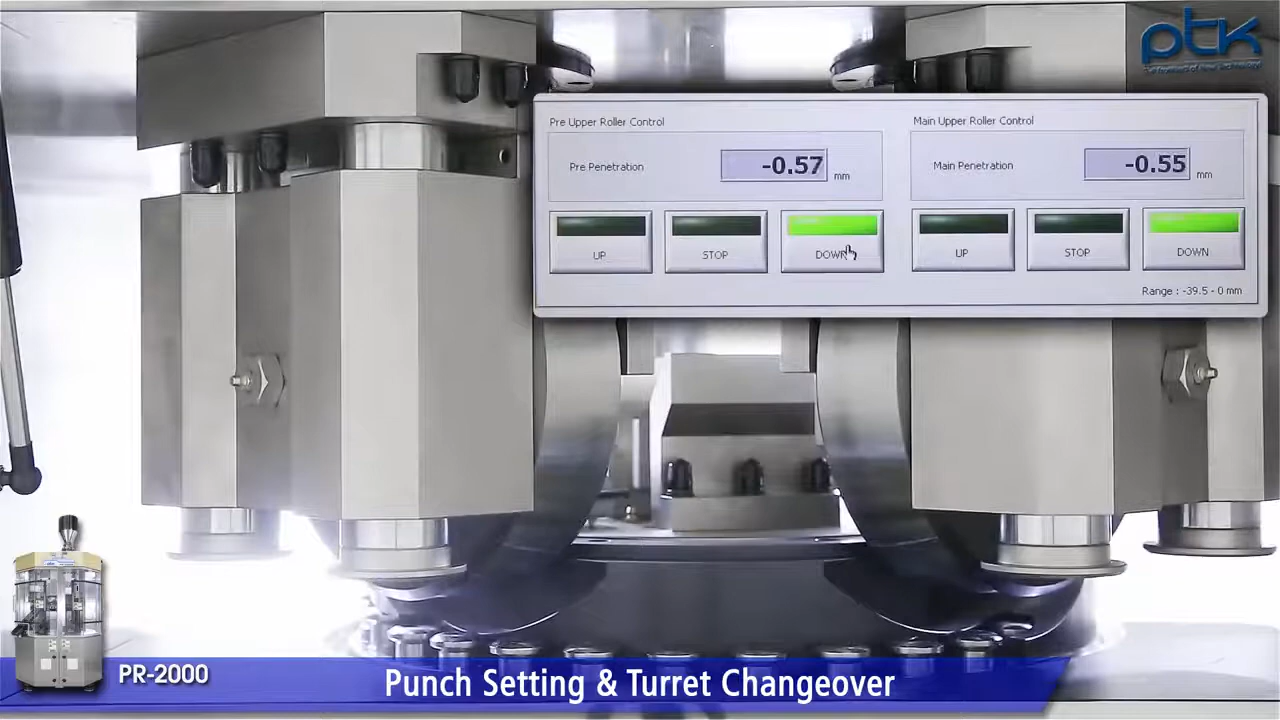 ptk
Pre Upper Roller Control
Main Upper Roller Control
Pre Penetration
-0.57
mm
Main Penetration
-0.55
mm
UP
STOP
DOWN
UP
STOP
DOWN
Range : -39.5 - 0 mm
PR-2000
Punch Setting & Turret Changeover